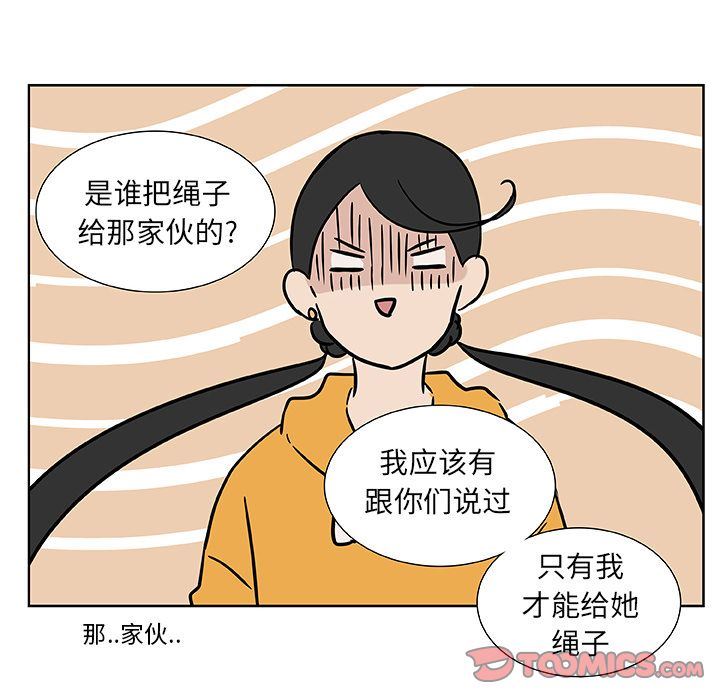 是谁把绳子
给那家伙的?
我应该有
跟你们说过
只有我
才能给她
绳子
那..家伙..
TOOMICS.COM